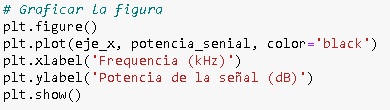 # Graficar la figura
plt.figure()
plt.plot(eje_x, potencia_senial, color='black')
plt.xlabel('Frequencia (kHz)')
plt.ylabel('Potencia de la señal (dB)')
plt.show()